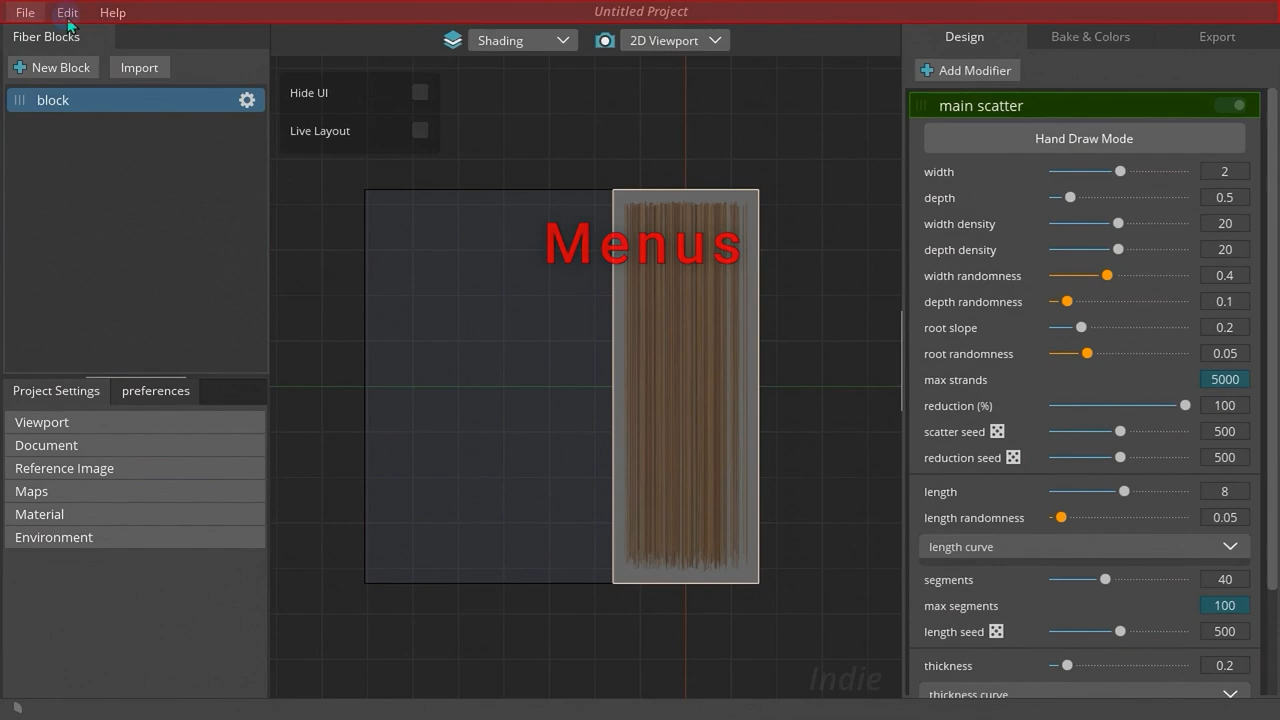 File Edit Help
Untitled Project
Fiber Blocks
New Block Import
block
Project Settings preferences
Viewport
Document
Reference Image
Maps
Material
Environment
Shading 2D Viewport
Hide UI
Live Layout
Menus
Indie
Design Bake & Colors Export
Add Modifier
main scatter
Hand Draw Mode
width 2
depth 0.5
width density 20
depth density 20
width randomness 0.4
depth randomness 0.1
root slope 0.2
root randomness 0.05
max strands 5000
reduction (%) 100
scatter seed 500
reduction seed 500
length 8
length randomness 0.05
length curve
segments 40
max segments 100
length seed 500
thickness 0.2
thickness curve